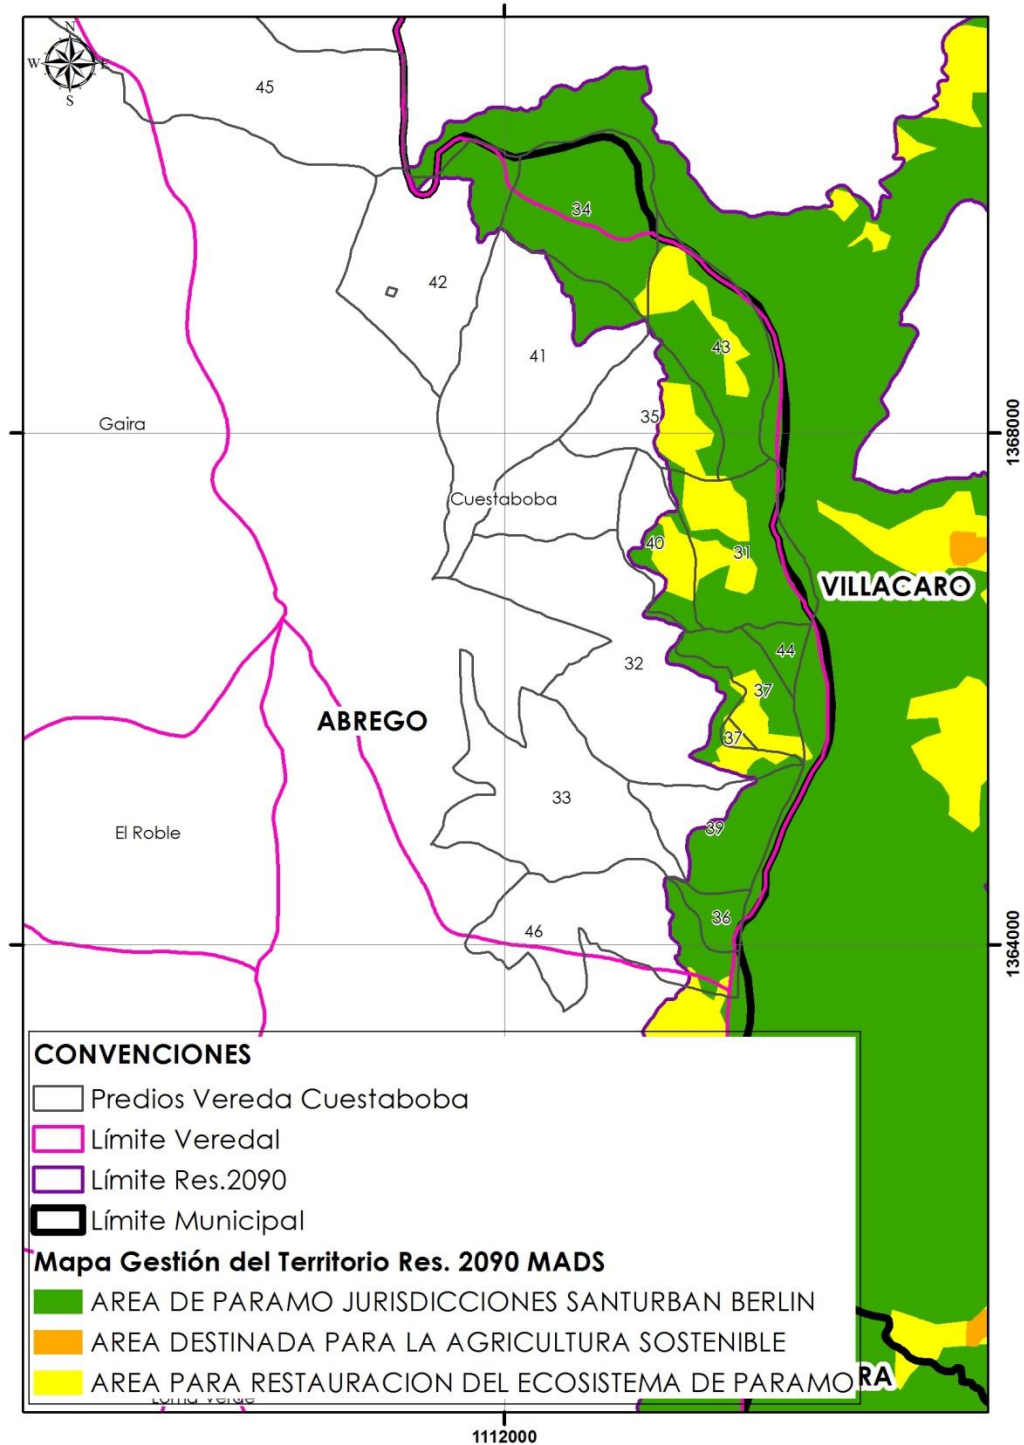 N
W
E
S
45
34
42
43
41
35
Gaira
1368000
Cuestaboba
40
31
VILLACARO
44
32
37
ABREGO
37
33
39
El Roble
36
46
1364000
CONVENCIONES
Predios Vereda Cuestaboba
Límite Veredal
Límite Res.2090
Límite Municipal
Mapa Gestión del Territorio Res. 2090 MADS
AREA DE PARAMO JURISDICCIONES SANTURBAN BERLIN
AREA DESTINADA PARA LA AGRICULTURA SOSTENIBLE
AREA PARA RESTAURACION DEL ECOSISTEMA DE PARAMO
RA
Loma Verde
1112000